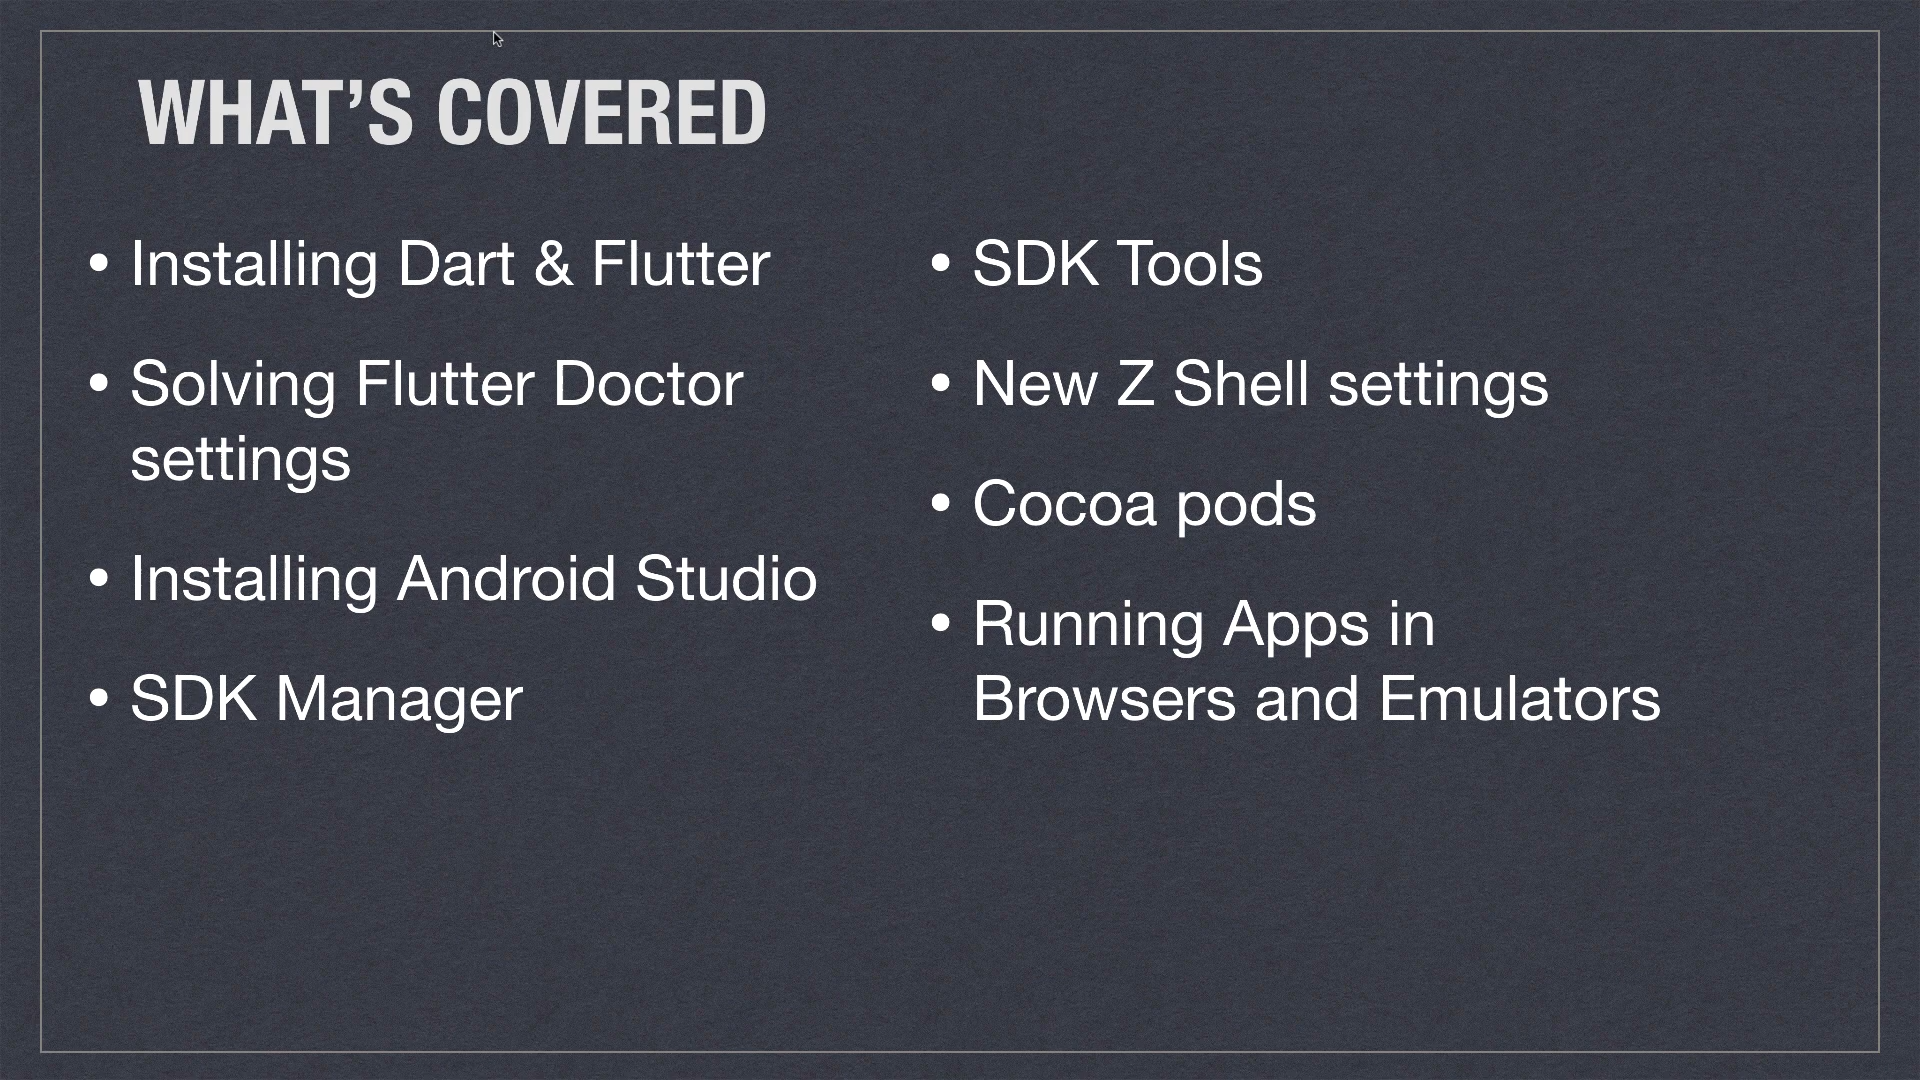 WHAT’S COVERED
• Installing Dart & Flutter
• Solving Flutter Doctor
settings
• Installing Android Studio
• SDK Manager
• SDK Tools
• New Z Shell settings
• Cocoa pods
• Running Apps in
Browsers and Emulators